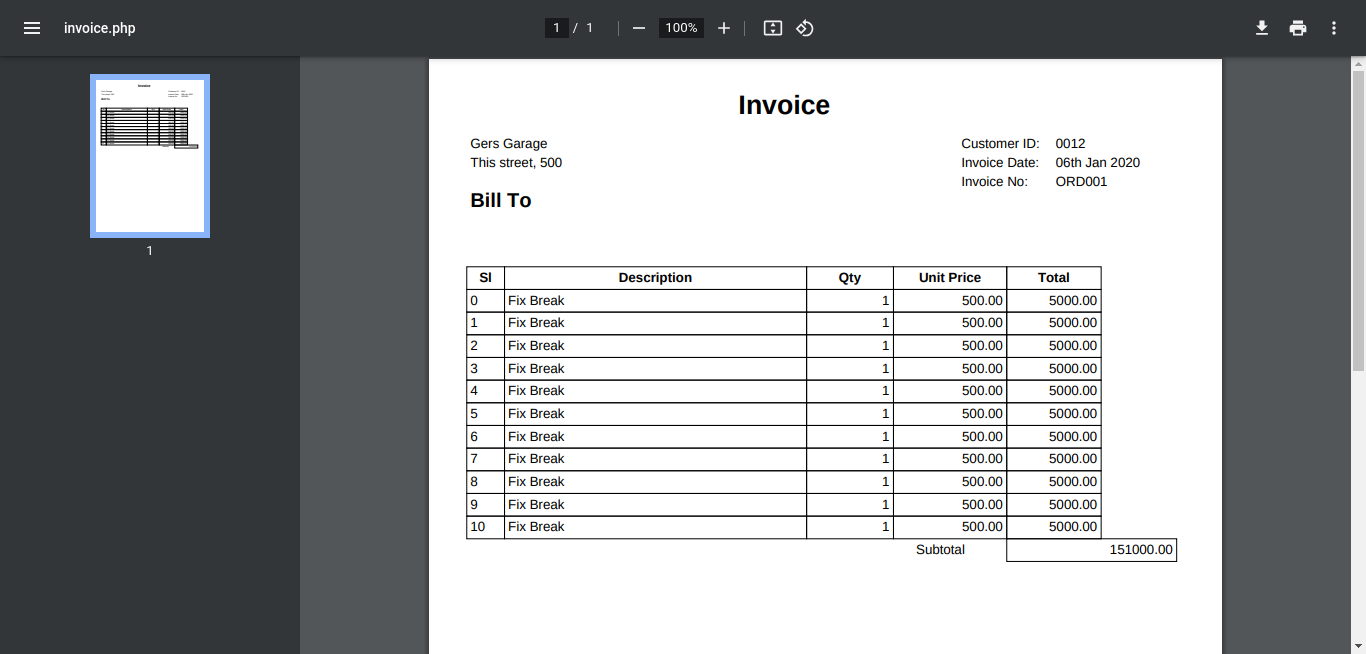 invoice.php
1 / 1
100%
1
Invoice
Gers Garage
Customer ID: 0012
This street, 500
Invoice Date: 06th Jan 2020
Invoice No: ORD001
Bill To
Sl Description Qty Unit Price Total
0 Fix Break 1 500.00 5000.00
1 Fix Break 1 500.00 5000.00
2 Fix Break 1 500.00 5000.00
3 Fix Break 1 500.00 5000.00
4 Fix Break 1 500.00 5000.00
5 Fix Break 1 500.00 5000.00
6 Fix Break 1 500.00 5000.00
7 Fix Break 1 500.00 5000.00
8 Fix Break 1 500.00 5000.00
9 Fix Break 1 500.00 5000.00
10 Fix Break 1 500.00 5000.00
Subtotal 151000.00